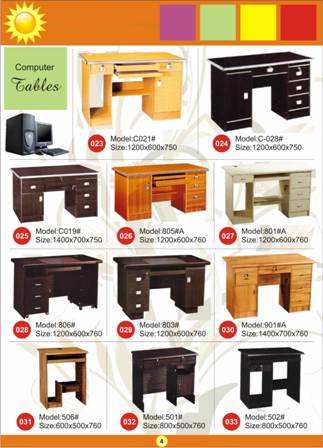 Computer
Tables
023
Model:C021#
Size:1200x600x750
024
Model:C-028#
Size:1200x600x760
025
Model:C019#
Size:1400x700x750
026
Model:805#A
Size:1200x600x760
027
Model:801#A
Size:1200x600x760
028
Model:806#
Size:1200x600x760
029
Model:803#
Size:1200x600x760
030
Model:901#A
Size:1400x700x760
031
Model:506#
Size:600x500x760
032
Model:501#
Size:800x500x760
033
Model:502#
Size:800x500x760
4